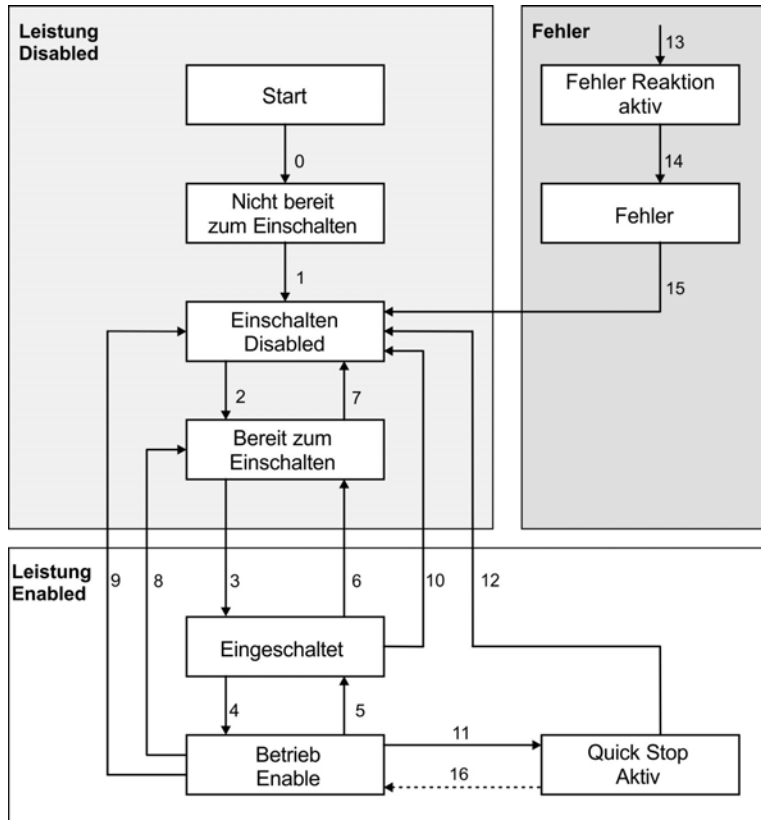 Leistung
Disabled
Start
0
Nicht bereit
zum Einschalten
1
Einschalten
Disabled
2
7
Bereit zum
Einschalten
Fehler
13
Fehler Reaktion
aktiv
14
Fehler
15
Leistung
Enabled
9
8
3
6
10
12
Eingeschaltet
4
5
Betrieb
Enable
11
16
Quick Stop
Aktiv